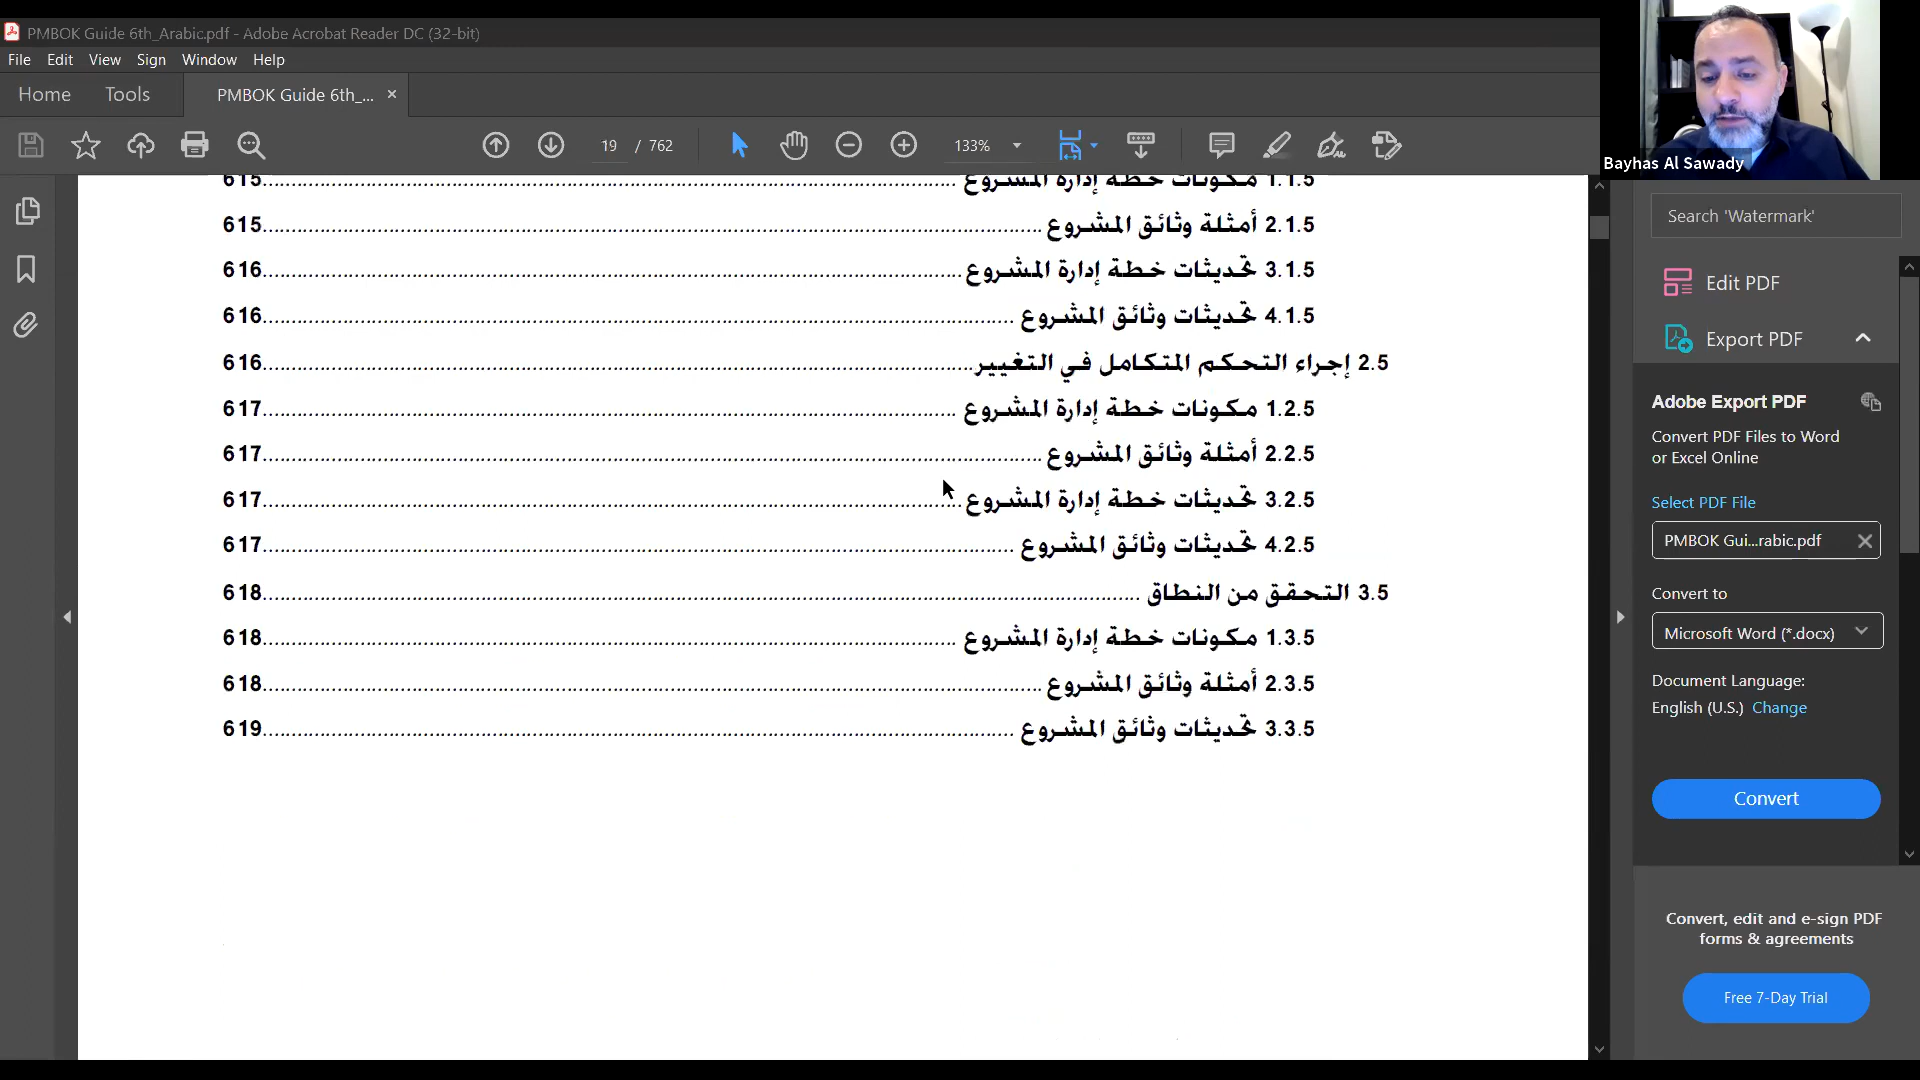 PMBOK Guide 6th_Arabic.pdf - Adobe Acrobat Reader DC (32-bit)
File Edit View Sign Window Help
Home Tools PMBOK Guide 6th_... ×
19 / 762 133%
Bayhas Al Sawady
1.1.5 مكونات خطة إدارة المشروع 615
2.1.5 أمثلة وثائق المشروع 615
3.1.5 تحديثات خطة إدارة المشروع 616
4.1.5 تحديثات وثائق المشروع 616
2.5 إجراء التحكم المتكامل في التغيير 616
1.2.5 مكونات خطة إدارة المشروع 617
2.2.5 أمثلة وثائق المشروع 617
3.2.5 تحديثات خطة إدارة المشروع 617
4.2.5 تحديثات وثائق المشروع 617
3.5 التحقق من النطاق 618
1.3.5 مكونات خطة إدارة المشروع 618
2.3.5 أمثلة وثائق المشروع 618
3.3.5 تحديثات وثائق المشروع 619
Search 'Watermark'
Edit PDF
Export PDF
Adobe Export PDF
Convert PDF Files to Word
or Excel Online
Select PDF File
PMBOK Gui...rabic.pdf
Convert to
Microsoft Word (*.docx)
Document Language:
English (U.S.) Change
Convert
Convert, edit and e-sign PDF
forms & agreements
Free 7-Day Trial